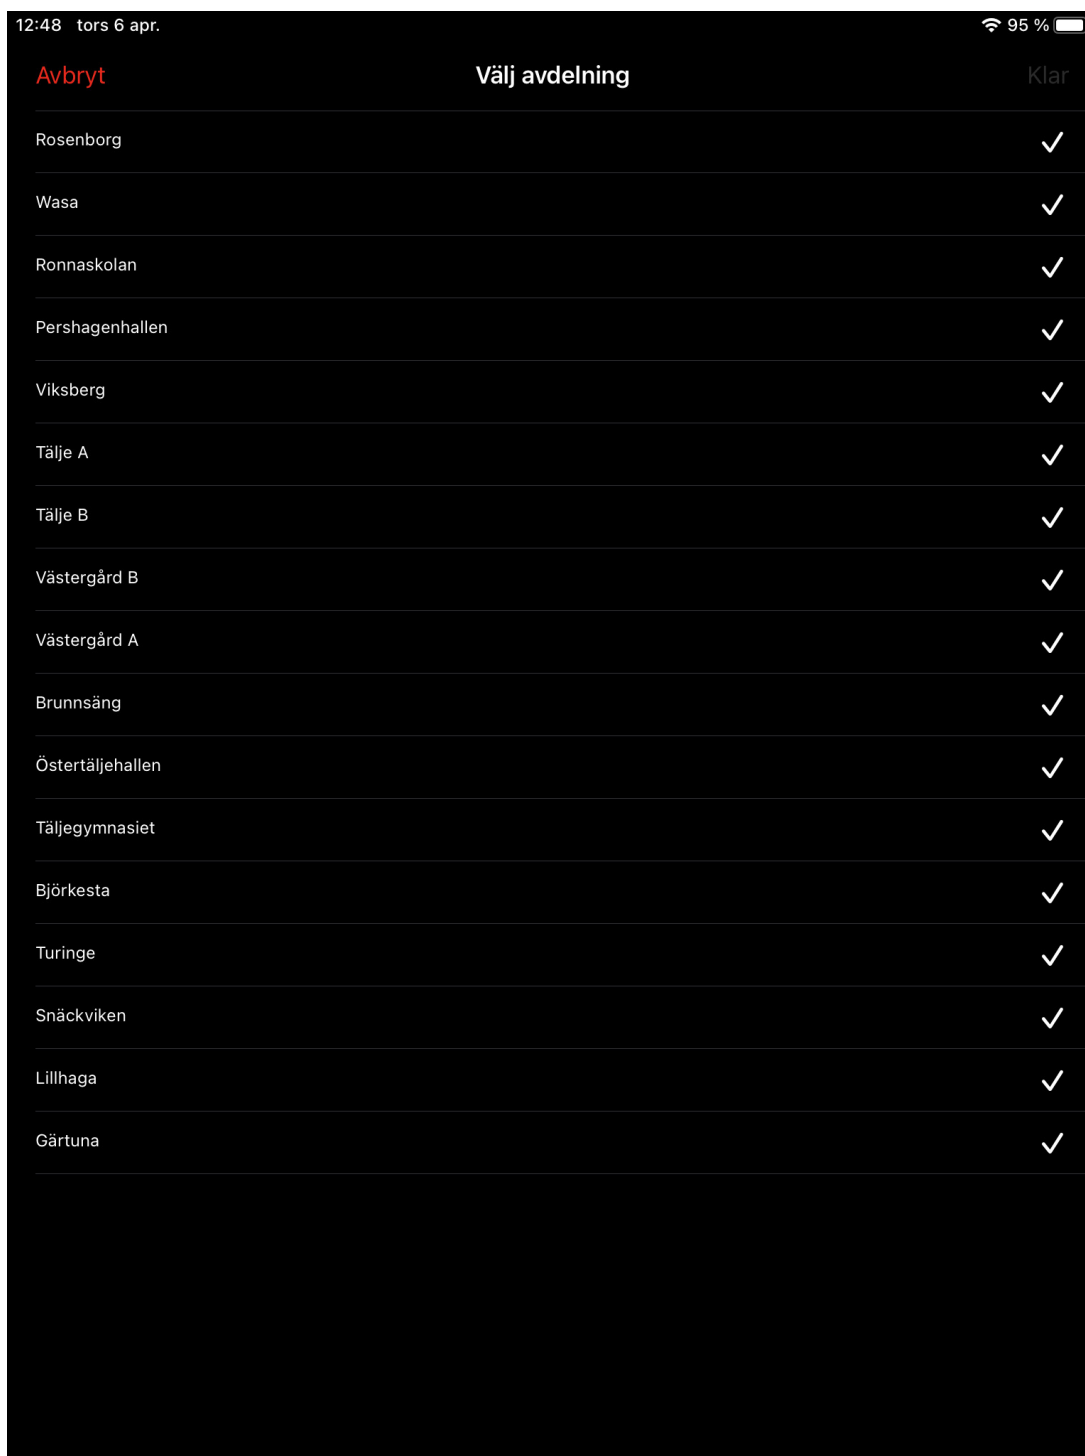 12:48 tors 6 apr. 95 %
Avbryt Välj avdelning Klar
Rosenborg
Wasa
Ronnaskolan
Pershagenhallen
Viksberg
Tälje A
Tälje B
Västergård B
Västergård A
Brunnsäng
Östertäljehallen
Täljegymnasiet
Björkesta
Turinge
Snäckviken
Lillhaga
Gärtuna